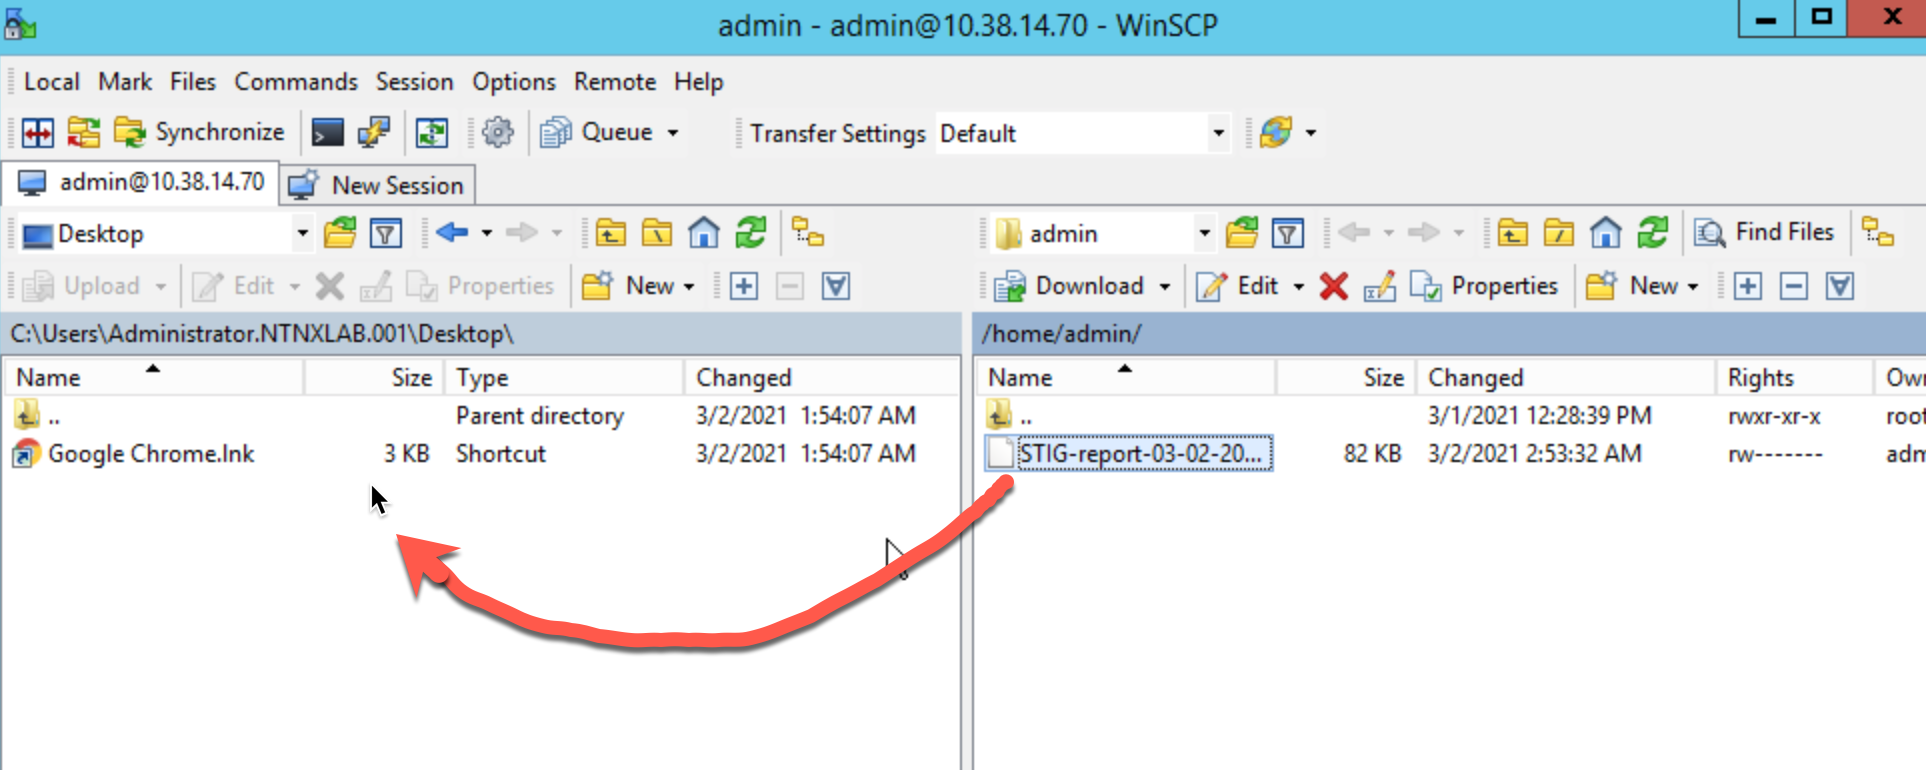 admin - admin@10.38.14.70 - WinSCP
Local Mark Files Commands Session Options Remote Help
Synchronize Queue Transfer Settings Default
admin@10.38.14.70 New Session
Desktop admin Find Files
Upload Edit Properties New Download Edit Properties New
C:\Users\Administrator.NTNXLAB.001\Desktop\ /home/admin/
Name Size Type Changed Name Size Changed Rights Own
.. Parent directory 3/2/2021 1:54:07 AM .. 3/1/2021 12:28:39 PM rwxr-xr-x root
Google Chrome.lnk 3 KB Shortcut 3/2/2021 1:54:07 AM STIG-report-03-02-20... 82 KB 3/2/2021 2:53:32 AM rw------- adm